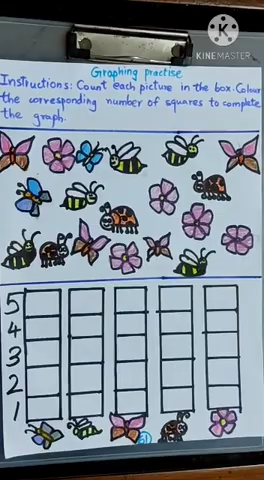 KINEMASTER
Graphing practise
Instructions: Count each picture in the box. Colour
the corresponding number of squares to complete
the graph.
5
4
3
2
1